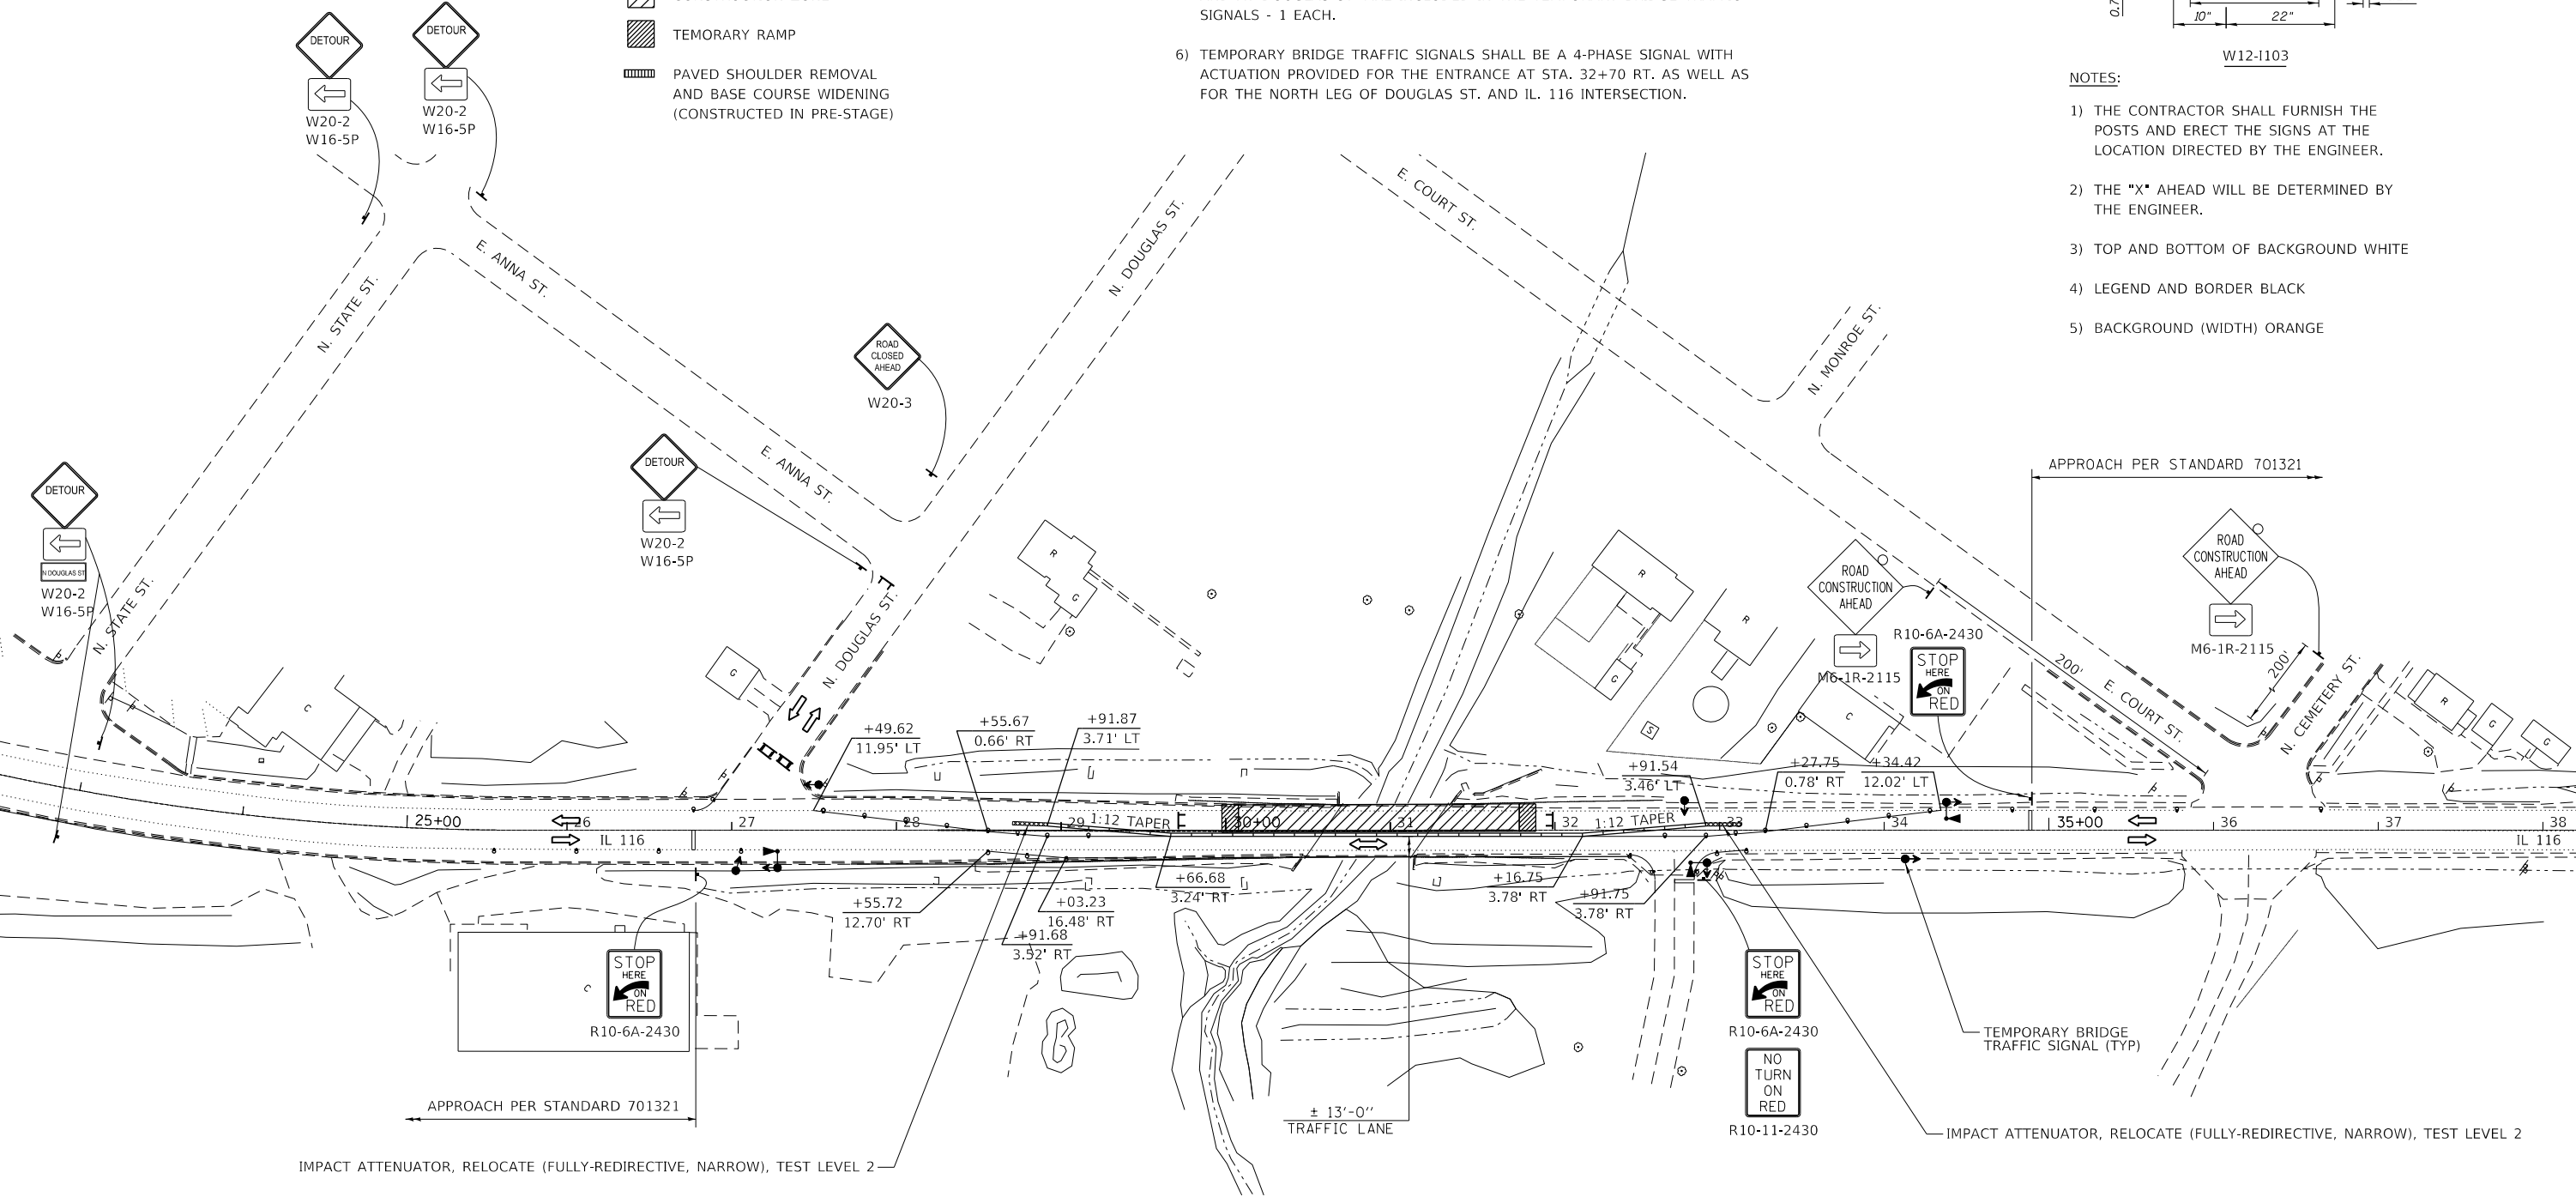 SIGNALS - 1 EACH.
TEMORARY RAMP
PAVED SHOULDER REMOVAL
AND BASE COURSE WIDENING
(CONSTRUCTED IN PRE-STAGE)
6) TEMPORARY BRIDGE TRAFFIC SIGNALS SHALL BE A 4-PHASE SIGNAL WITH
ACTUATION PROVIDED FOR THE ENTRANCE AT STA. 32+70 RT. AS WELL AS
FOR THE NORTH LEG OF DOUGLAS ST. AND IL. 116 INTERSECTION.
10"
22"
W12-I103
NOTES:
1) THE CONTRACTOR SHALL FURNISH THE
POSTS AND ERECT THE SIGNS AT THE
LOCATION DIRECTED BY THE ENGINEER.
2) THE "X" AHEAD WILL BE DETERMINED BY
THE ENGINEER.
3) TOP AND BOTTOM OF BACKGROUND WHITE
4) LEGEND AND BORDER BLACK
5) BACKGROUND (WIDTH) ORANGE
DETOUR
W20-2
W16-5P
DETOUR
W20-2
W16-5P
E. COURT ST.
N. DOUGLAS ST.
E. ANNA ST.
N. STATE ST.
N. MONROE ST.
ROAD
CLOSED
AHEAD
W20-3
E. ANNA ST.
DETOUR
W20-2
W16-5P
DETOUR
N DOUGLAS ST
W20-2
W16-5P
N. STATE ST.
N. DOUGLAS ST.
APPROACH PER STANDARD 701321
ROAD
CONSTRUCTION
AHEAD
M6-1R-2115
ROAD
CONSTRUCTION
AHEAD
M6-1R-2115
R10-6A-2430
STOP
HERE
ON
RED
200'
200'
E. COURT ST.
N. CEMETERY ST.
R
G
G
C
R
G
R
S
C
R
G
G
+49.62
11.95' LT
+55.67
0.66' RT
+91.87
3.71' LT
+91.54
3.46' LT
+27.75
0.78' RT
+34.42
12.02' LT
25+00
26
27
28
29
1:12 TAPER
30+00
31
32
1:12 TAPER
33
34
35+00
36
37
38
IL 116
IL 116
+55.72
12.70' RT
+03.23
16.48' RT
+91.68
3.52' RT
+66.68
3.24' RT
+16.75
3.78' RT
+91.75
3.78' RT
C
STOP
HERE
ON
RED
R10-6A-2430
STOP
HERE
ON
RED
R10-6A-2430
NO
TURN
ON
RED
R10-11-2430
TEMPORARY BRIDGE
TRAFFIC SIGNAL (TYP)
APPROACH PER STANDARD 701321
± 13'-0''
TRAFFIC LANE
IMPACT ATTENUATOR, RELOCATE (FULLY-REDIRECTIVE, NARROW), TEST LEVEL 2
IMPACT ATTENUATOR, RELOCATE (FULLY-REDIRECTIVE, NARROW), TEST LEVEL 2